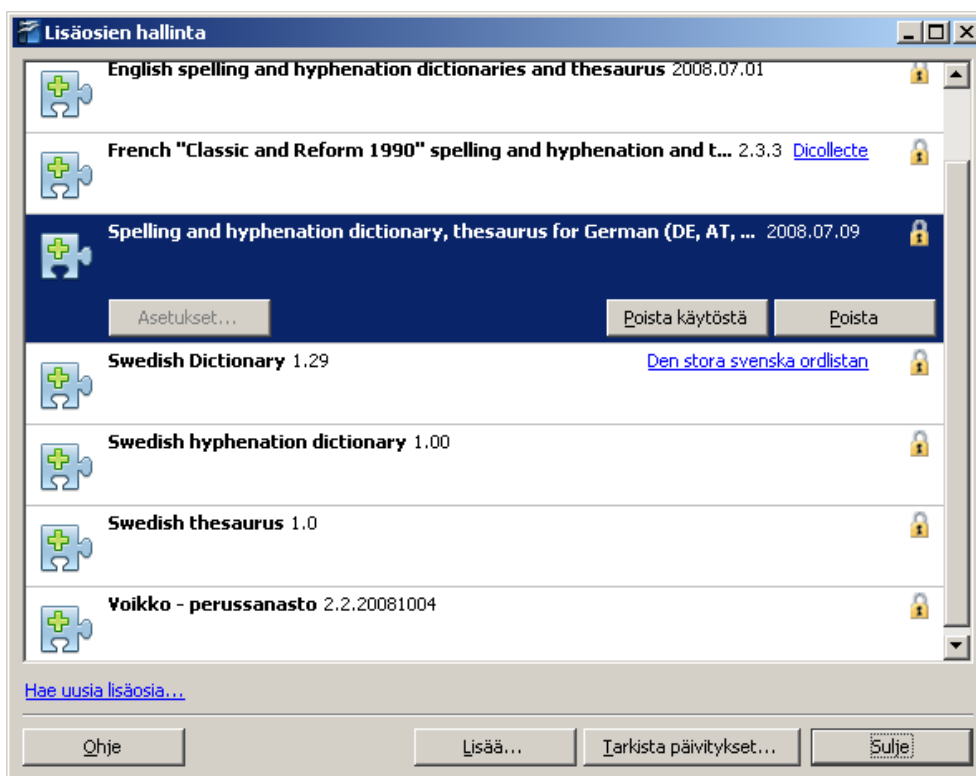 Lisäosien hallinta
English spelling and hyphenation dictionaries and thesaurus 2008.07.01
French "Classic and Reform 1990" spelling and hyphenation and t... 2.3.3 Dicollecte
Spelling and hyphenation dictionary, thesaurus for German (DE, AT, ... 2008.07.09
Asetukset... Poista käytöstä Poista
Swedish Dictionary 1.29 Den stora svenska ordlistan
Swedish hyphenation dictionary 1.00
Swedish thesaurus 1.0
Voikko - perussanasto 2.2.20081004
Hae uusia lisäosia...
Ohje Lisää... Tarkista päivitykset... Sulje